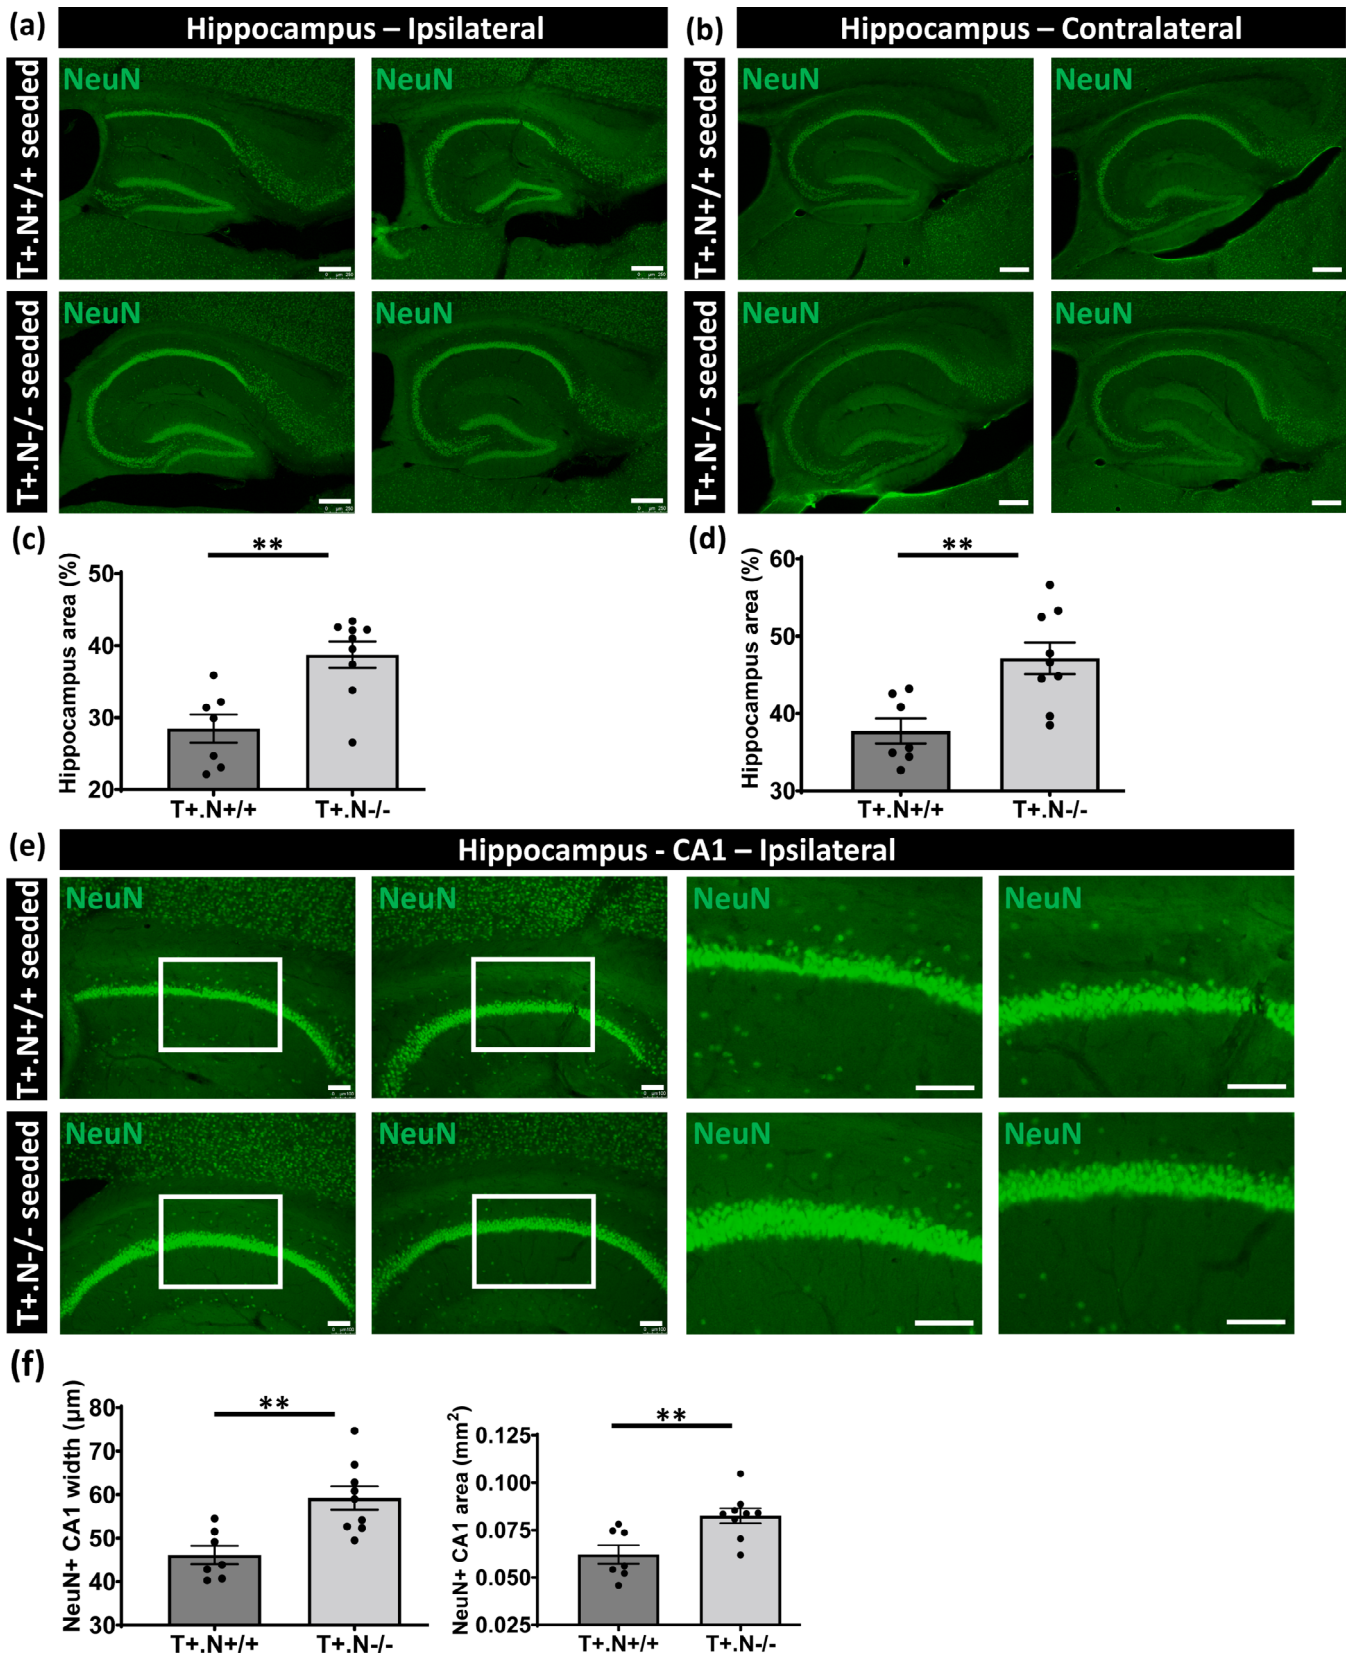 (a) Hippocampus – Ipsilateral
(b) Hippocampus – Contralateral
T+.N+/+ seeded
NeuN
NeuN
T+.N+/+ seeded
NeuN
NeuN
T+.N-/- seeded
NeuN
NeuN
T+.N-/- seeded
NeuN
NeuN
(c)
**
Hippocampus area (%)
50
40
30
20
T+.N+/+
T+.N-/-
(d)
**
Hippocampus area (%)
60
50
40
30
T+.N+/+
T+.N-/-
(e) Hippocampus - CA1 – Ipsilateral
T+.N+/+ seeded
NeuN
NeuN
NeuN
NeuN
T+.N-/- seeded
NeuN
NeuN
NeuN
NeuN
(f)
**
NeuN+ CA1 width (µm)
80
70
60
50
40
30
T+.N+/+
T+.N-/-
**
NeuN+ CA1 area (mm²)
0.125
0.100
0.075
0.050
0.025
T+.N+/+
T+.N-/-